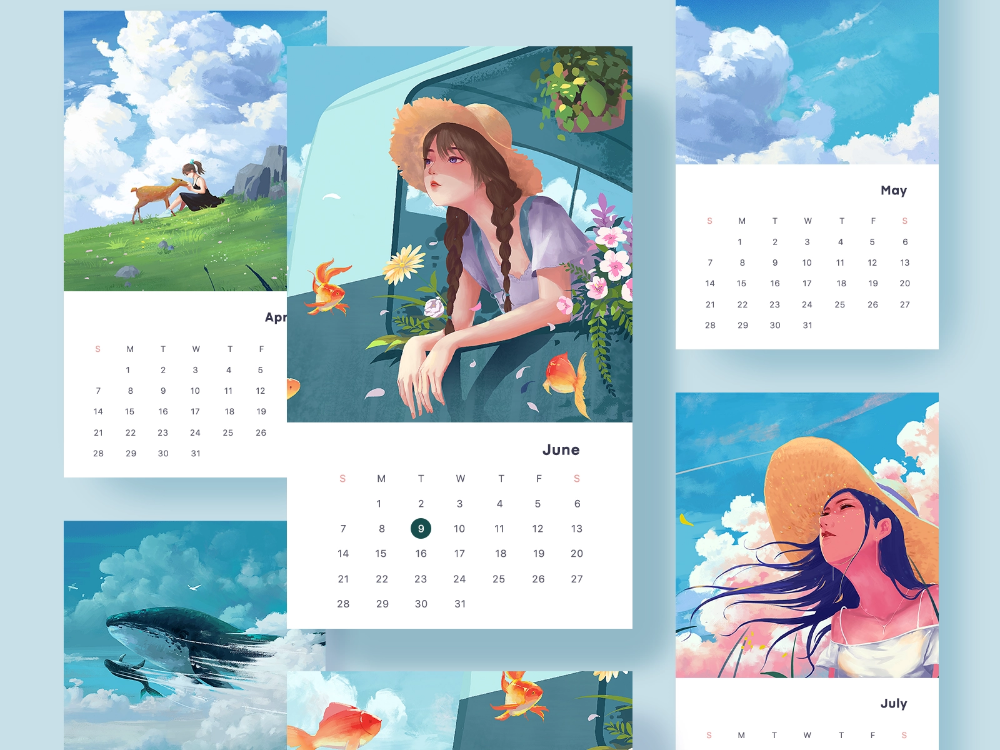 Apr
S M T W T F
1 2 3 4 5
7 8 9 10 11 12
14 15 16 17 18 19
21 22 23 24 25 26
28 29 30 31
June
S M T W T F S
1 2 3 4 5 6
7 8 9 10 11 12 13
14 15 16 17 18 19 20
21 22 23 24 25 26 27
28 29 30 31
May
S M T W T F S
1 2 3 4 5 6
7 8 9 10 11 12 13
14 15 16 17 18 19 20
21 22 23 24 25 26 27
28 29 30 31
July
S M T W T F S